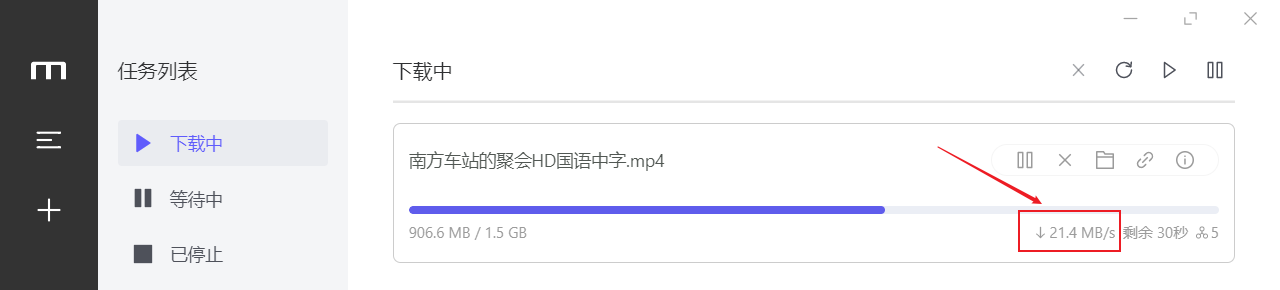 任务列表
下载中
等待中
已停止
下载中
南方车站的聚会HD国语中字.mp4
906.6 MB / 1.5 GB
↓ 21.4 MB/s 剩余 30秒 5